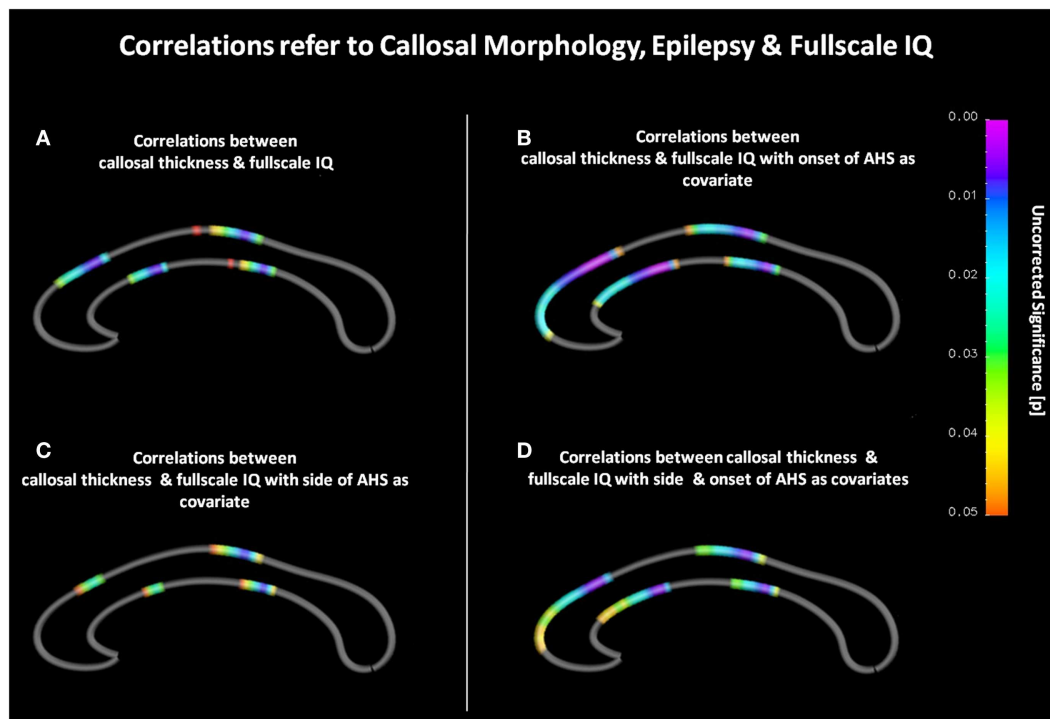 Correlations refer to Callosal Morphology, Epilepsy & Fullscale IQ
A
Correlations between
callosal thickness & fullscale IQ
B
Correlations between
callosal thickness & fullscale IQ with onset of AHS as
covariate
C
Correlations between
callosal thickness & fullscale IQ with side of AHS as
covariate
D
Correlations between callosal thickness &
fullscale IQ with side & onset of AHS as covariates
0.00
0.01
0.02
0.03
0.04
0.05
Uncorrected Significance [p]